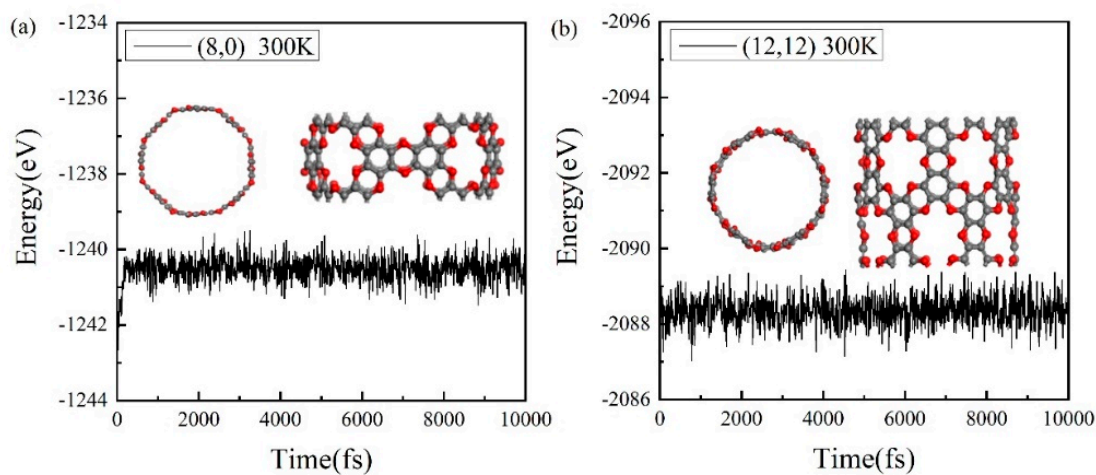 (a)
(8,0) 300K
Energy(eV)
-1234
-1236
-1238
-1240
-1242
-1244
0 2000 4000 6000 8000 10000
Time(fs)
(b)
(12,12) 300K
Energy(eV)
-2096
-2094
-2092
-2090
-2088
-2086
0 2000 4000 6000 8000 10000
Time(fs)